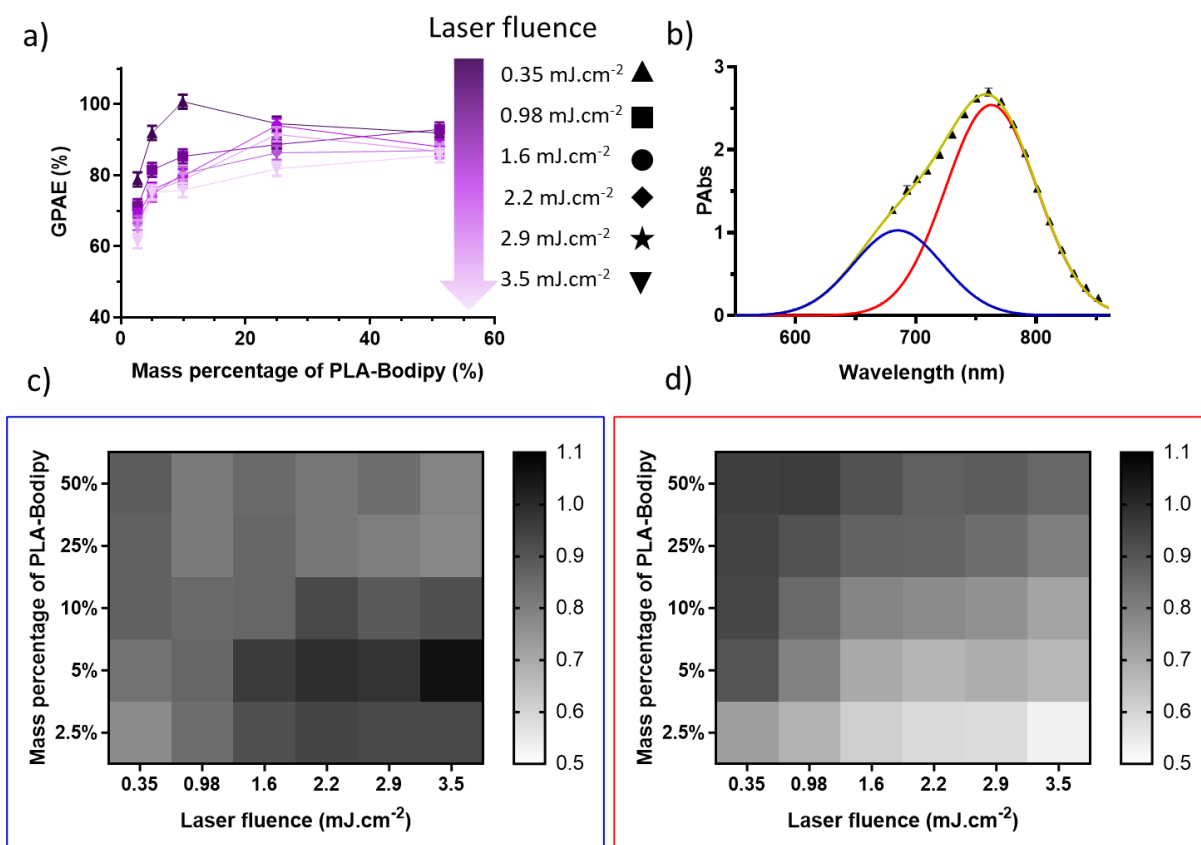 a)
Laser fluence
0.35 mJ.cm⁻²
0.98 mJ.cm⁻²
1.6 mJ.cm⁻²
2.2 mJ.cm⁻²
2.9 mJ.cm⁻²
3.5 mJ.cm⁻²
GPAE (%)
100
80
60
40
0 20 40 60
Mass percentage of PLA-Bodipy (%)
b)
PAbs
3
2
1
0
600 700 800
Wavelength (nm)
c)
Mass percentage of PLA-Bodipy
50%
25%
10%
5%
2.5%
0.35 0.98 1.6 2.2 2.9 3.5
Laser fluence (mJ.cm⁻²)
1.1
1.0
0.9
0.8
0.7
0.6
0.5
d)
Mass percentage of PLA-Bodipy
50%
25%
10%
5%
2.5%
0.35 0.98 1.6 2.2 2.9 3.5
Laser fluence (mJ.cm⁻²)
1.1
1.0
0.9
0.8
0.7
0.6
0.5